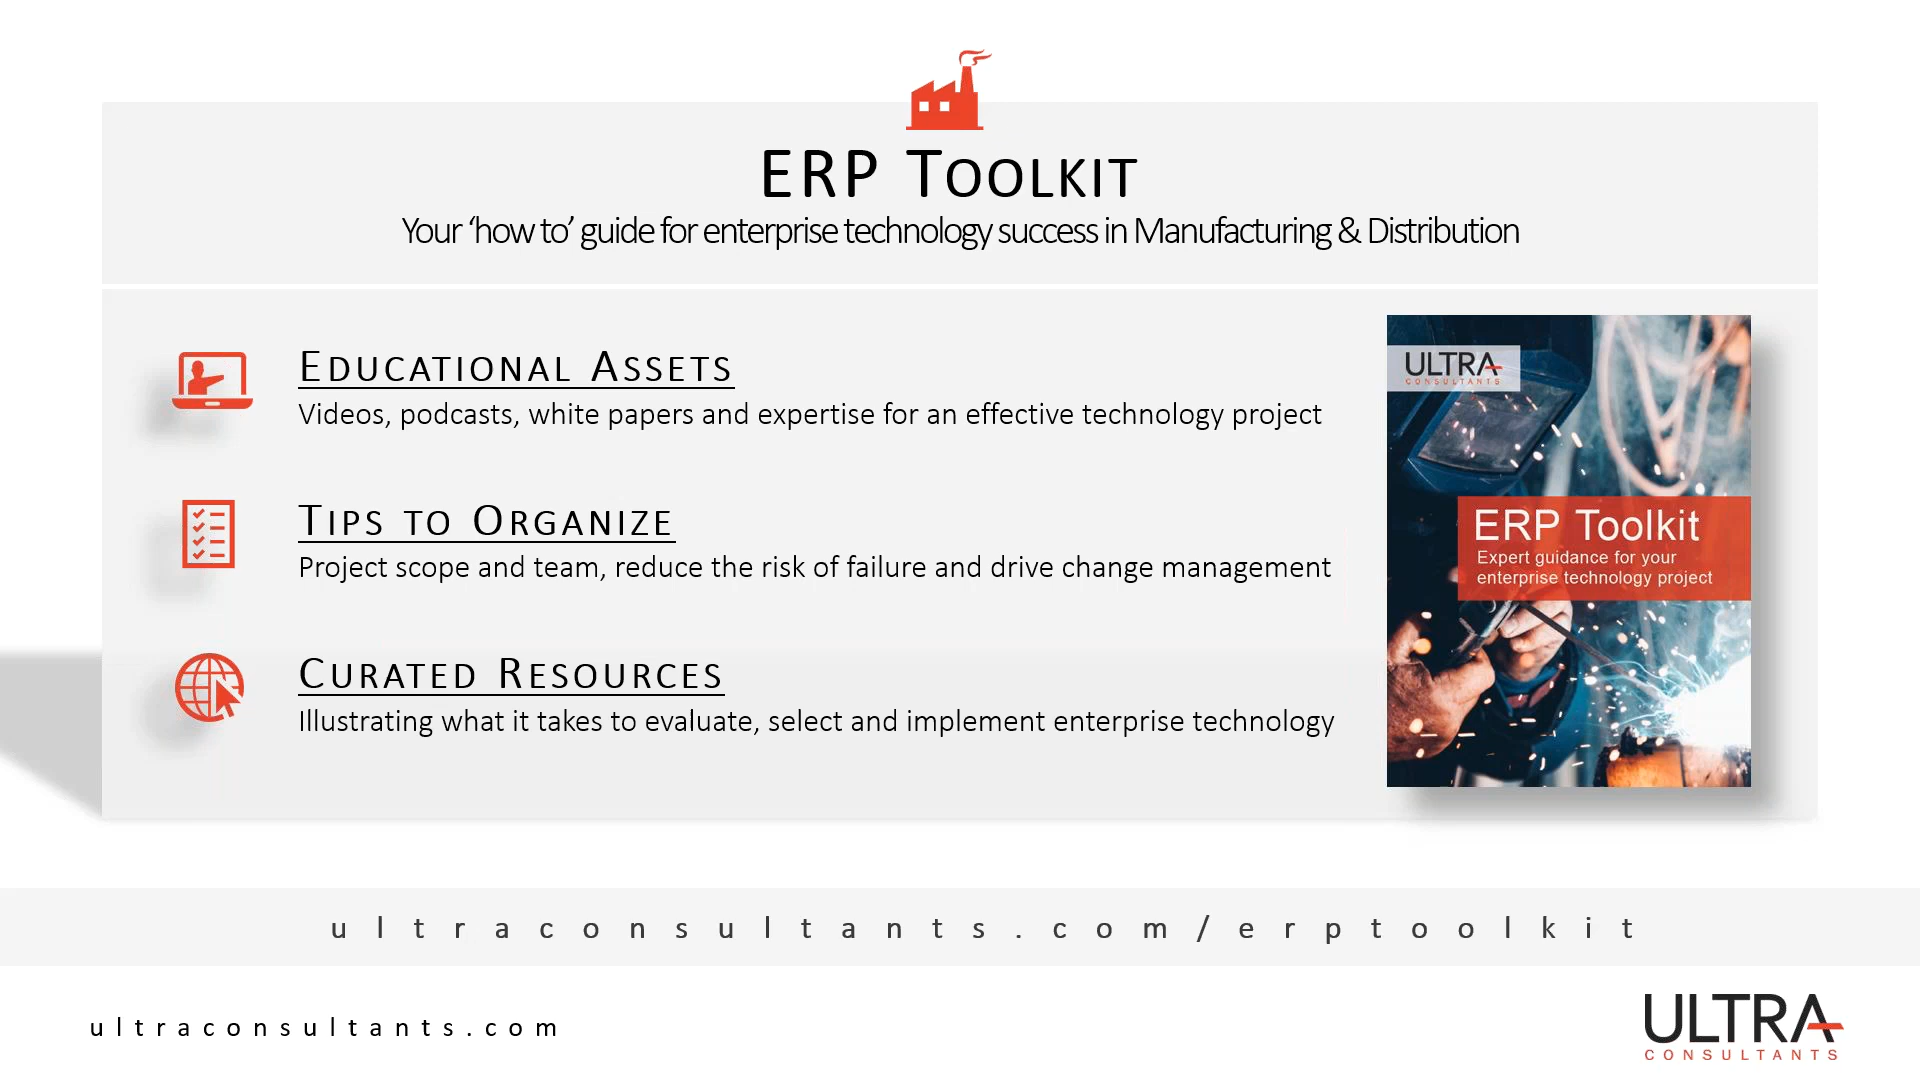 ERP Toolkit
Your ‘how to’ guide for enterprise technology success in Manufacturing & Distribution
Educational Assets
Videos, podcasts, white papers and expertise for an effective technology project
Tips to Organize
Project scope and team, reduce the risk of failure and drive change management
Curated Resources
Illustrating what it takes to evaluate, select and implement enterprise technology
ULTRA
CONSULTANTS
ERP Toolkit
Expert guidance for your
enterprise technology project
ultraconsultants.com/erptoolkit
ultraconsultants.com
ULTRA
CONSULTANTS